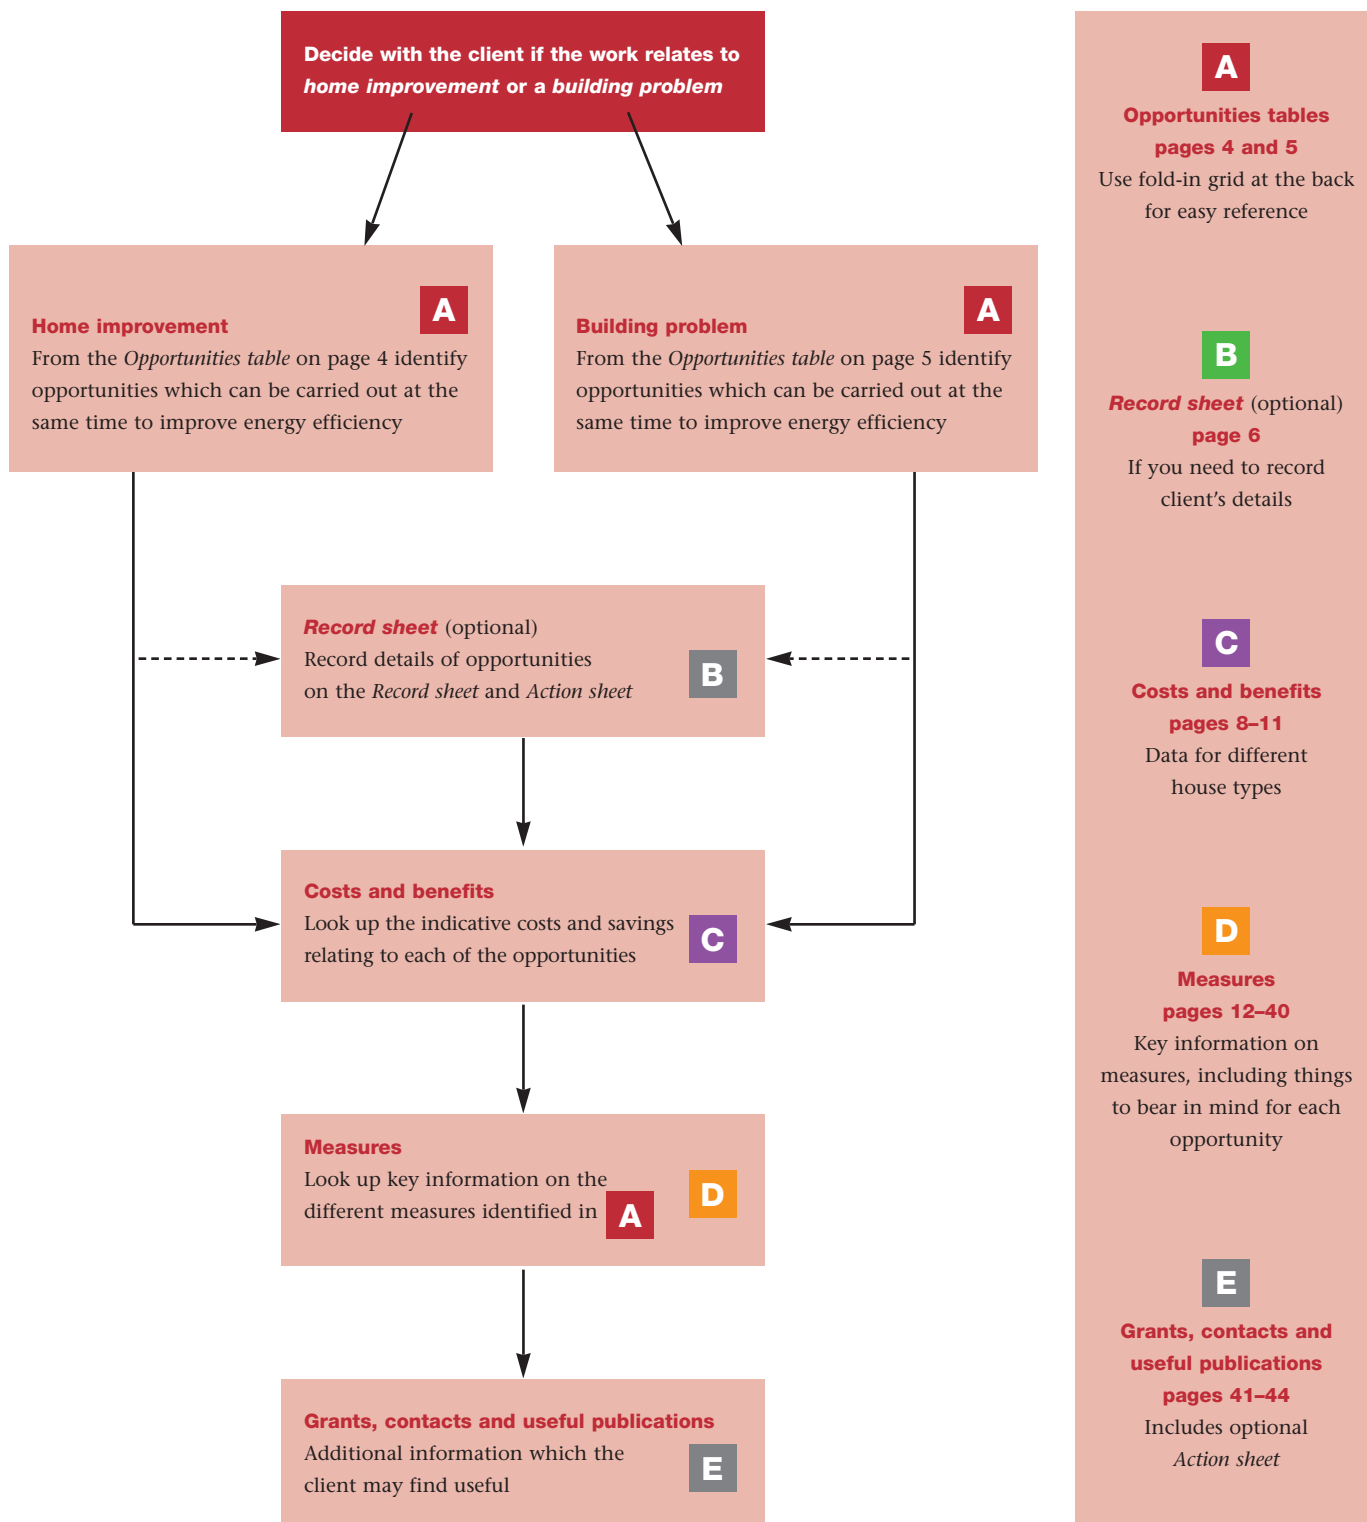 Decide with the client if the work relates to
home improvement or a building problem
A
Home improvement
From the Opportunities table on page 4 identify
opportunities which can be carried out at the
same time to improve energy efficiency
A
Building problem
From the Opportunities table on page 5 identify
opportunities which can be carried out at the
same time to improve energy efficiency
Record sheet (optional)
Record details of opportunities
on the Record sheet and Action sheet
B
Costs and benefits
Look up the indicative costs and savings
relating to each of the opportunities
C
Measures
Look up key information on the
different measures identified in A
D
Grants, contacts and useful publications
Additional information which the
client may find useful
E
A
Opportunities tables
pages 4 and 5
Use fold-in grid at the back
for easy reference
B
Record sheet (optional)
page 6
If you need to record
client's details
C
Costs and benefits
pages 8–11
Data for different
house types
D
Measures
pages 12–40
Key information on
measures, including things
to bear in mind for each
opportunity
E
Grants, contacts and
useful publications
pages 41–44
Includes optional
Action sheet